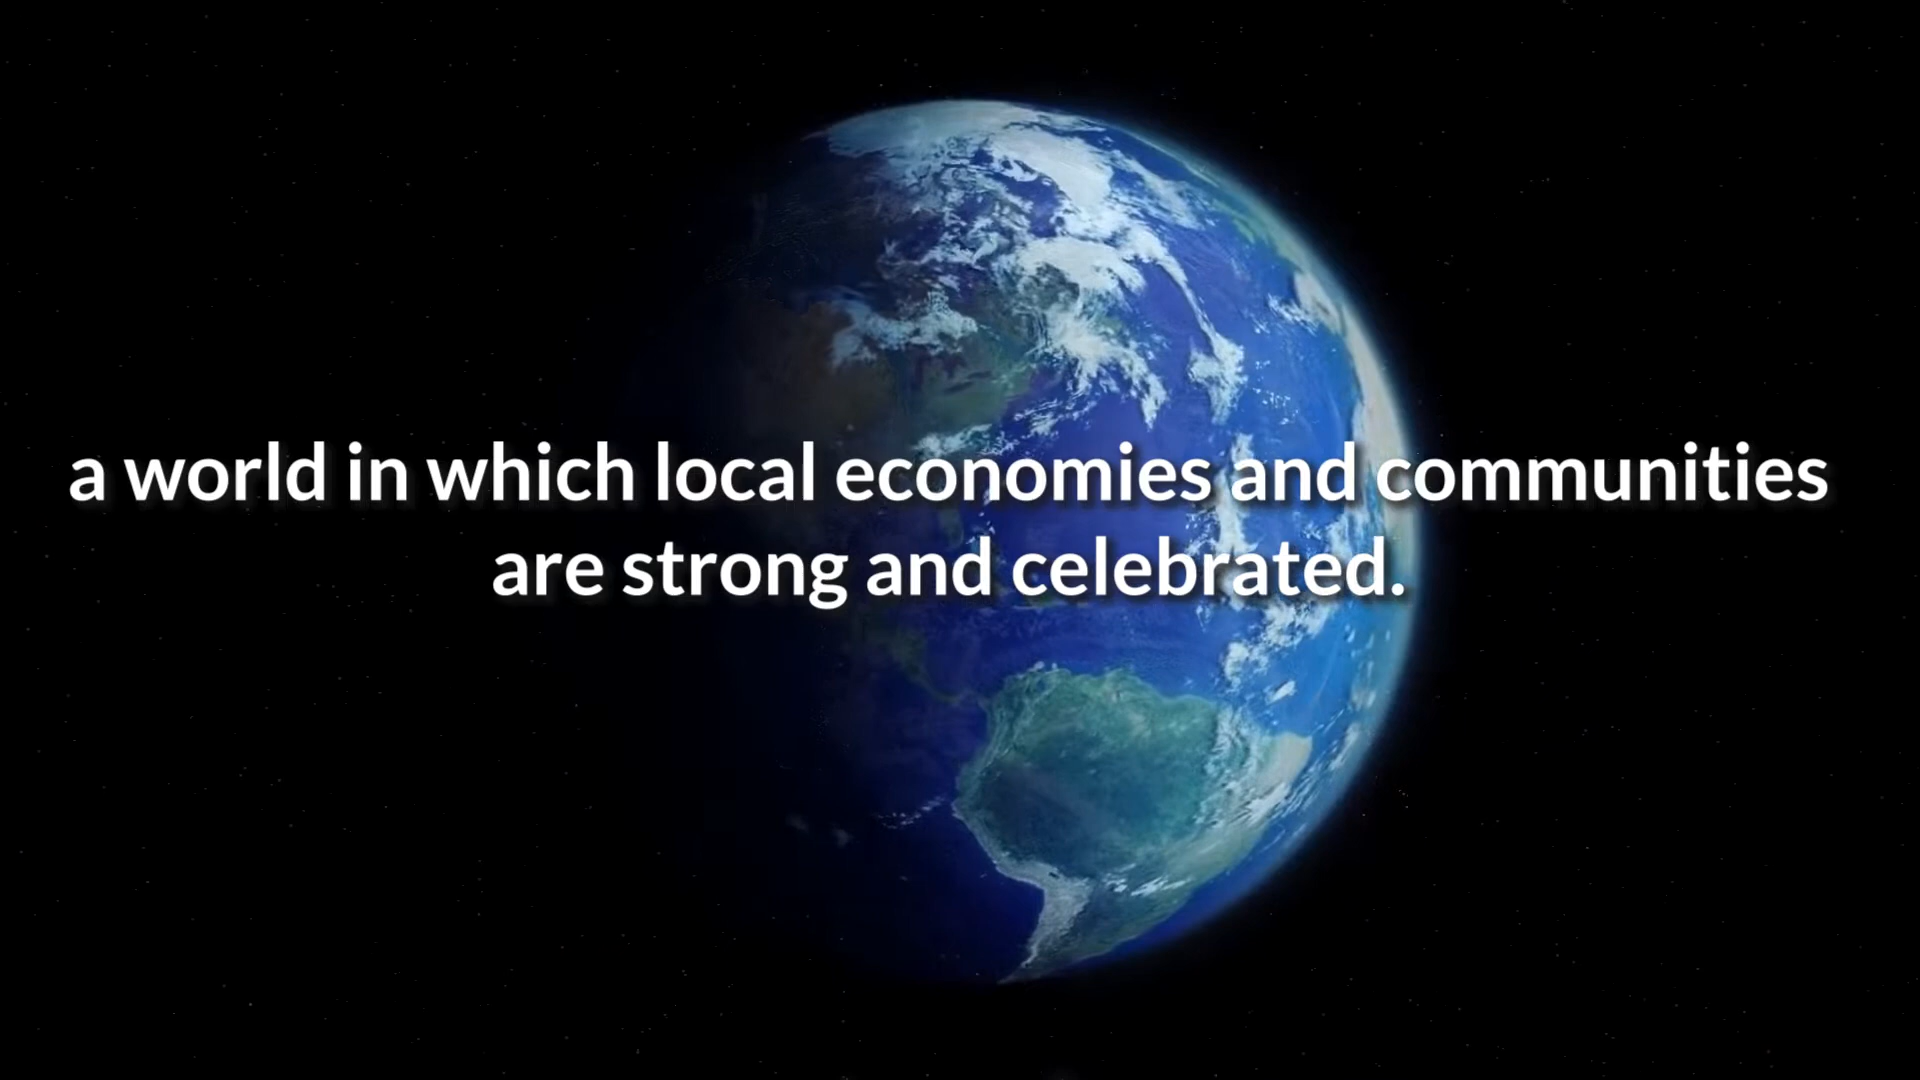 a world in which local economies and communities
are strong and celebrated.